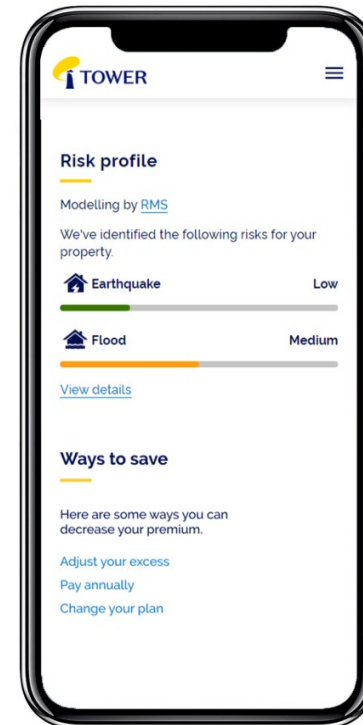 TOWER
Risk profile
Modelling by RMS
We've identified the following risks for your
property.
Earthquake Low
Flood Medium
View details
Ways to save
Here are some ways you can
decrease your premium.
Adjust your excess
Pay annually
Change your plan